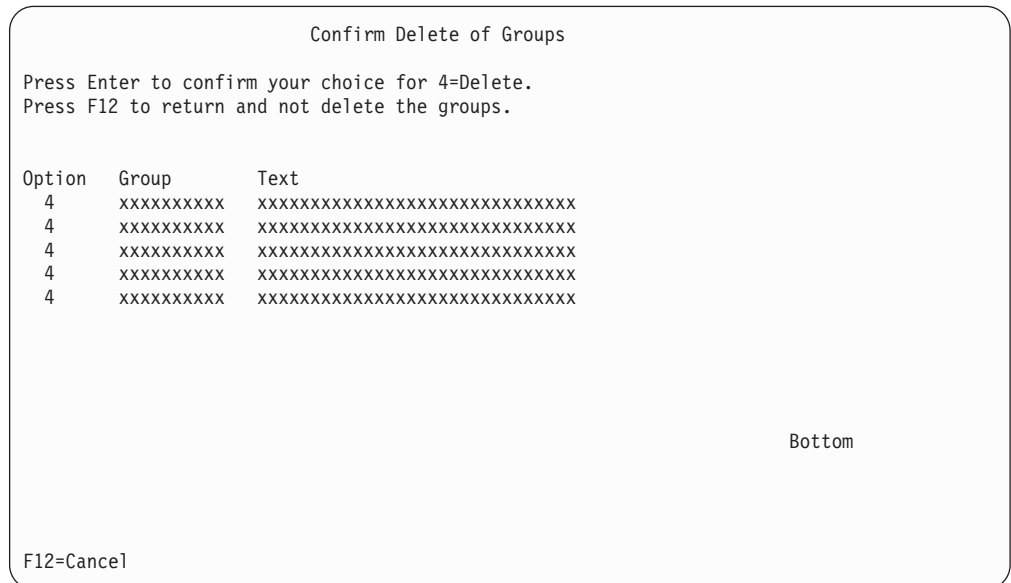 Confirm Delete of Groups
Press Enter to confirm your choice for 4=Delete.
Press F12 to return and not delete the groups.
Option Group Text
4 xxxxxxxxxx xxxxxxxxxxxxxxxxxxxxxxxxxxxxxx
4 xxxxxxxxxx xxxxxxxxxxxxxxxxxxxxxxxxxxxxxx
4 xxxxxxxxxx xxxxxxxxxxxxxxxxxxxxxxxxxxxxxx
4 xxxxxxxxxx xxxxxxxxxxxxxxxxxxxxxxxxxxxxxx
4 xxxxxxxxxx xxxxxxxxxxxxxxxxxxxxxxxxxxxxxx
Bottom
F12=Cancel